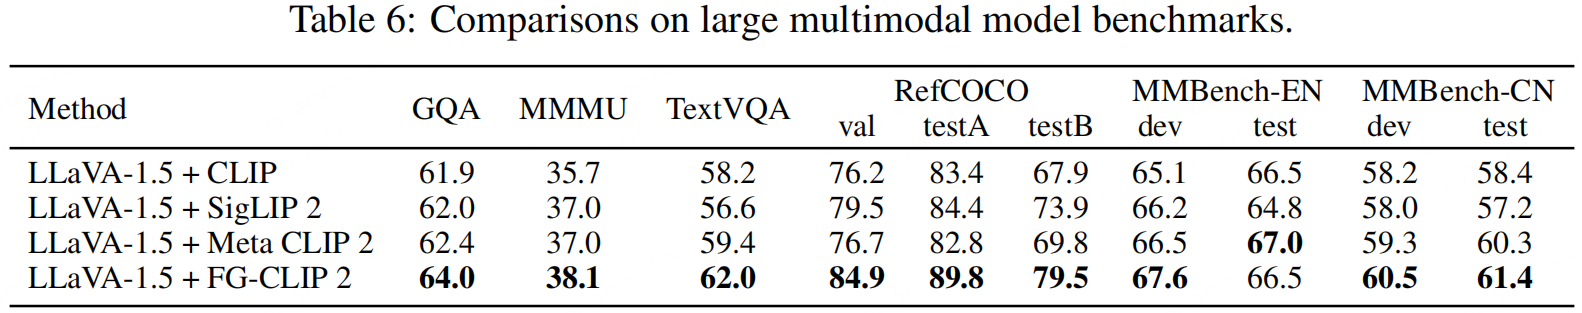 Table 6: Comparisons on large multimodal model benchmarks.
Method GQA MMMU TextVQA RefCOCO MMBench-EN MMBench-CN
val testA testB dev test dev test
LLaVA-1.5 + CLIP 61.9 35.7 58.2 76.2 83.4 67.9 65.1 66.5 58.2 58.4
LLaVA-1.5 + SigLIP 2 62.0 37.0 56.6 79.5 84.4 73.9 66.2 64.8 58.0 57.2
LLaVA-1.5 + Meta CLIP 2 62.4 37.0 59.4 76.7 82.8 69.8 66.5 67.0 59.3 60.3
LLaVA-1.5 + FG-CLIP 2 64.0 38.1 62.0 84.9 89.8 79.5 67.6 66.5 60.5 61.4